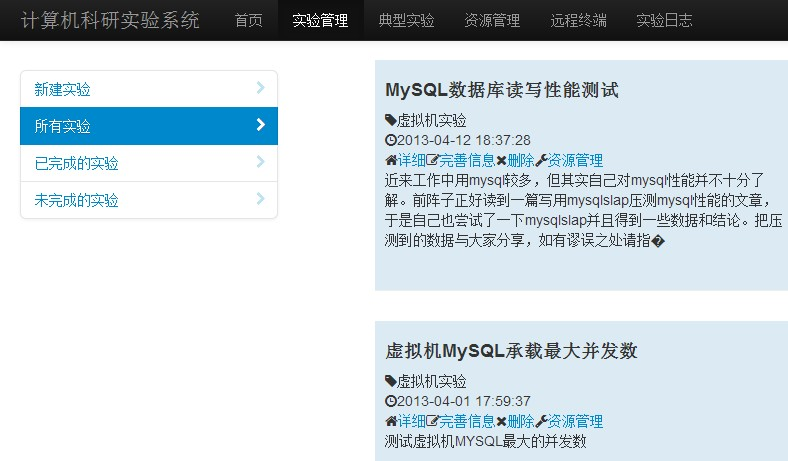 计算机科研实验系统 首页 实验管理 典型实验 资源管理 远程终端 实验日志
新建实验
所有实验
已完成的实验
未完成的实验
MySQL数据库读写性能测试
虚拟机实验
2013-04-12 18:37:28
详细完善信息删除资源管理
近来工作中用mysql较多，但其实自己对mysql性能并不十分了
解。前阵子正好读到一篇写用mysqlslap压测mysql性能的文章，
于是自己也尝试了一下mysqlslap并且得到一些数据和结论。把压
测到的数据与大家分享，如有谬误之处请指�
虚拟机MySQL承载最大并发数
虚拟机实验
2013-04-01 17:59:37
详细完善信息删除资源管理
测试虚拟机MYSQL最大的并发数